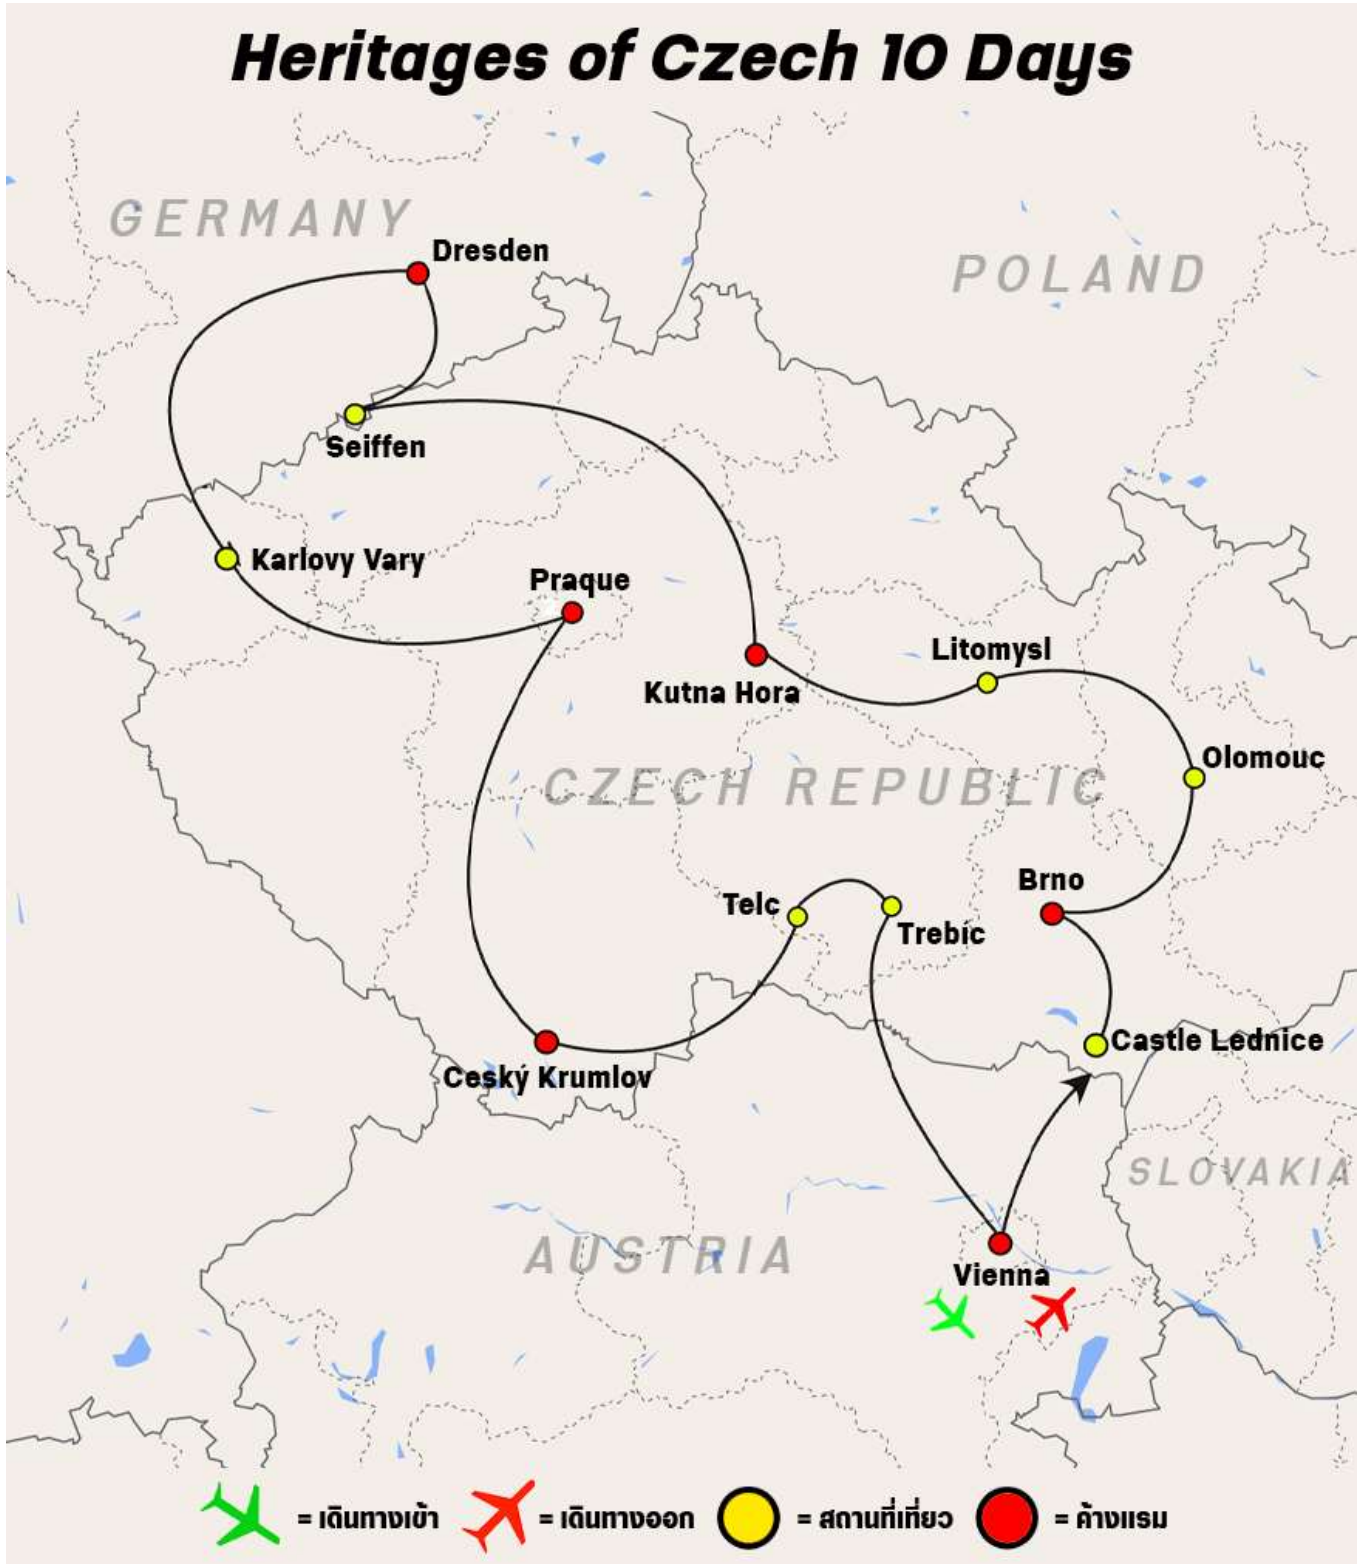 Heritages of Czech 10 Days
GERMANY
Dresden
POLAND
Seiffen
Karlovy Vary
Praque
Litomysl
Kutna Hora
Olomouc
CZECH REPUBLIC
Brno
Telc
Trebic
Castle Lednice
Ceský Krumlov
SLOVAKIA
AUSTRIA
Vienna
= เดินทางเข้า = เดินทางออก = สถานที่เที่ยว = ค้างแรม